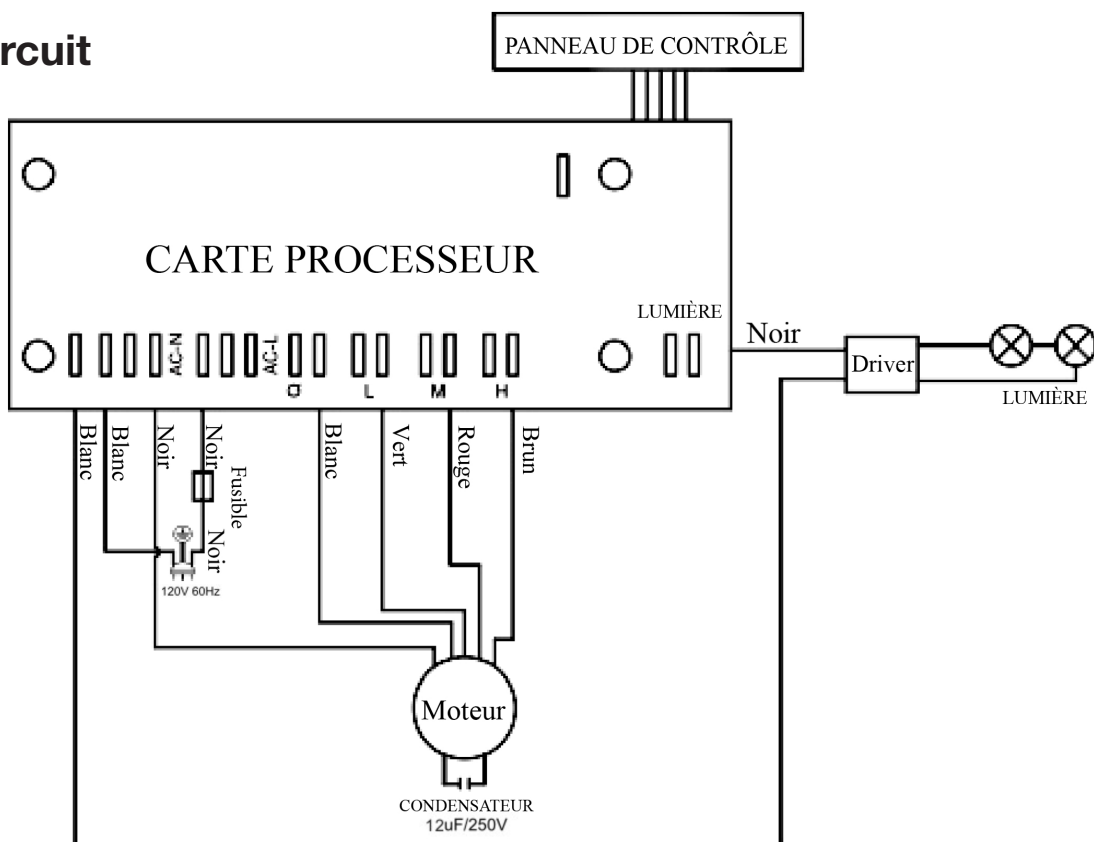 rcuit
PANNEAU DE CONTRÔLE
CARTE PROCESSEUR
LUMIÈRE
AC-N
AC-L
L
M
H
Noir
Driver
LUMIÈRE
Blanc
Blanc
Noir
Noir
Fusible
Noir
Blanc
Vert
Rouge
Brun
120V 60Hz
Moteur
CONDENSATEUR
12uF/250V